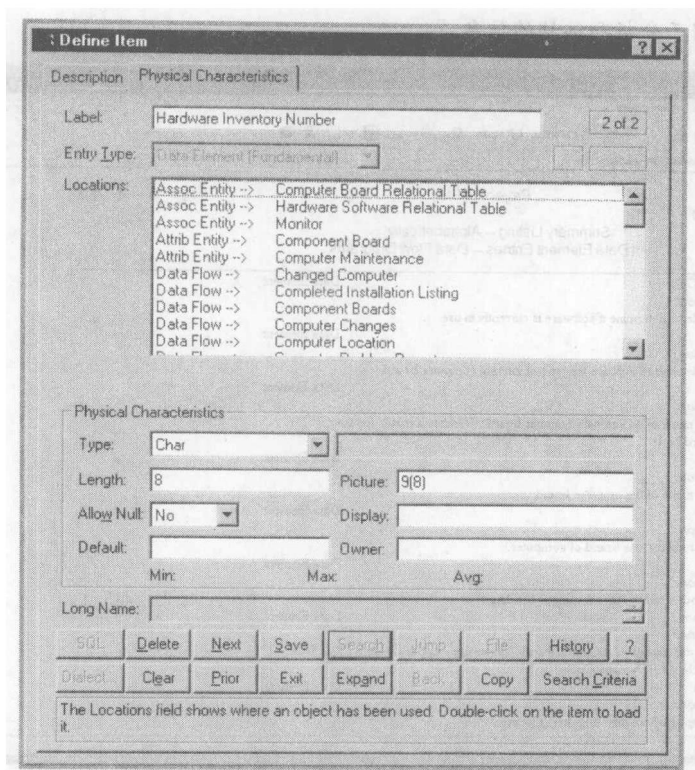 : Define Item
? ×
Description Physical Characteristics
Label: Hardware Inventory Number 2 of 2
Entry Type: Data Element [Fundamental]
Locations: Assoc Entity --> Computer Board Relational Table
Assoc Entity --> Hardware Software Relational Table
Assoc Entity --> Monitor
Attrib Entity --> Component Board
Attrib Entity --> Computer Maintenance
Data Flow --> Changed Computer
Data Flow --> Completed Installation Listing
Data Flow --> Component Boards
Data Flow --> Computer Changes
Data Flow --> Computer Location
Physical Characteristics
Type: Char
Length: 8 Picture: 9(8)
Allow Null: No Display:
Default: Owner:
Min: Max: Avg:
Long Name:
SQL Delete Next Save Search Jump File History ?
Dialect... Clear Prior Exit Expand Back Copy Search Criteria
The Locations field shows where an object has been used. Double-click on the item to load
it.